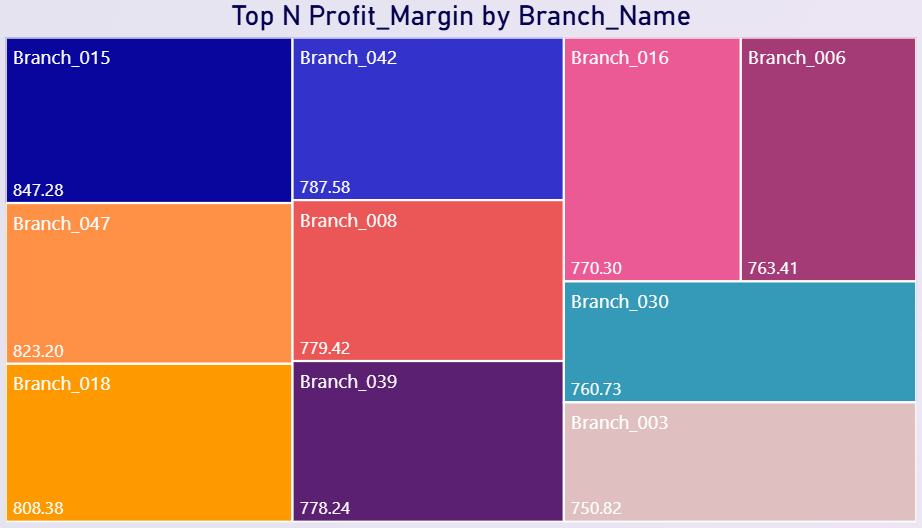 Top N Profit_Margin by Branch_Name
Branch_015
847.28
Branch_047
823.20
Branch_018
808.38
Branch_042
787.58
Branch_008
779.42
Branch_039
778.24
Branch_016
770.30
Branch_006
763.41
Branch_030
760.73
Branch_003
750.82